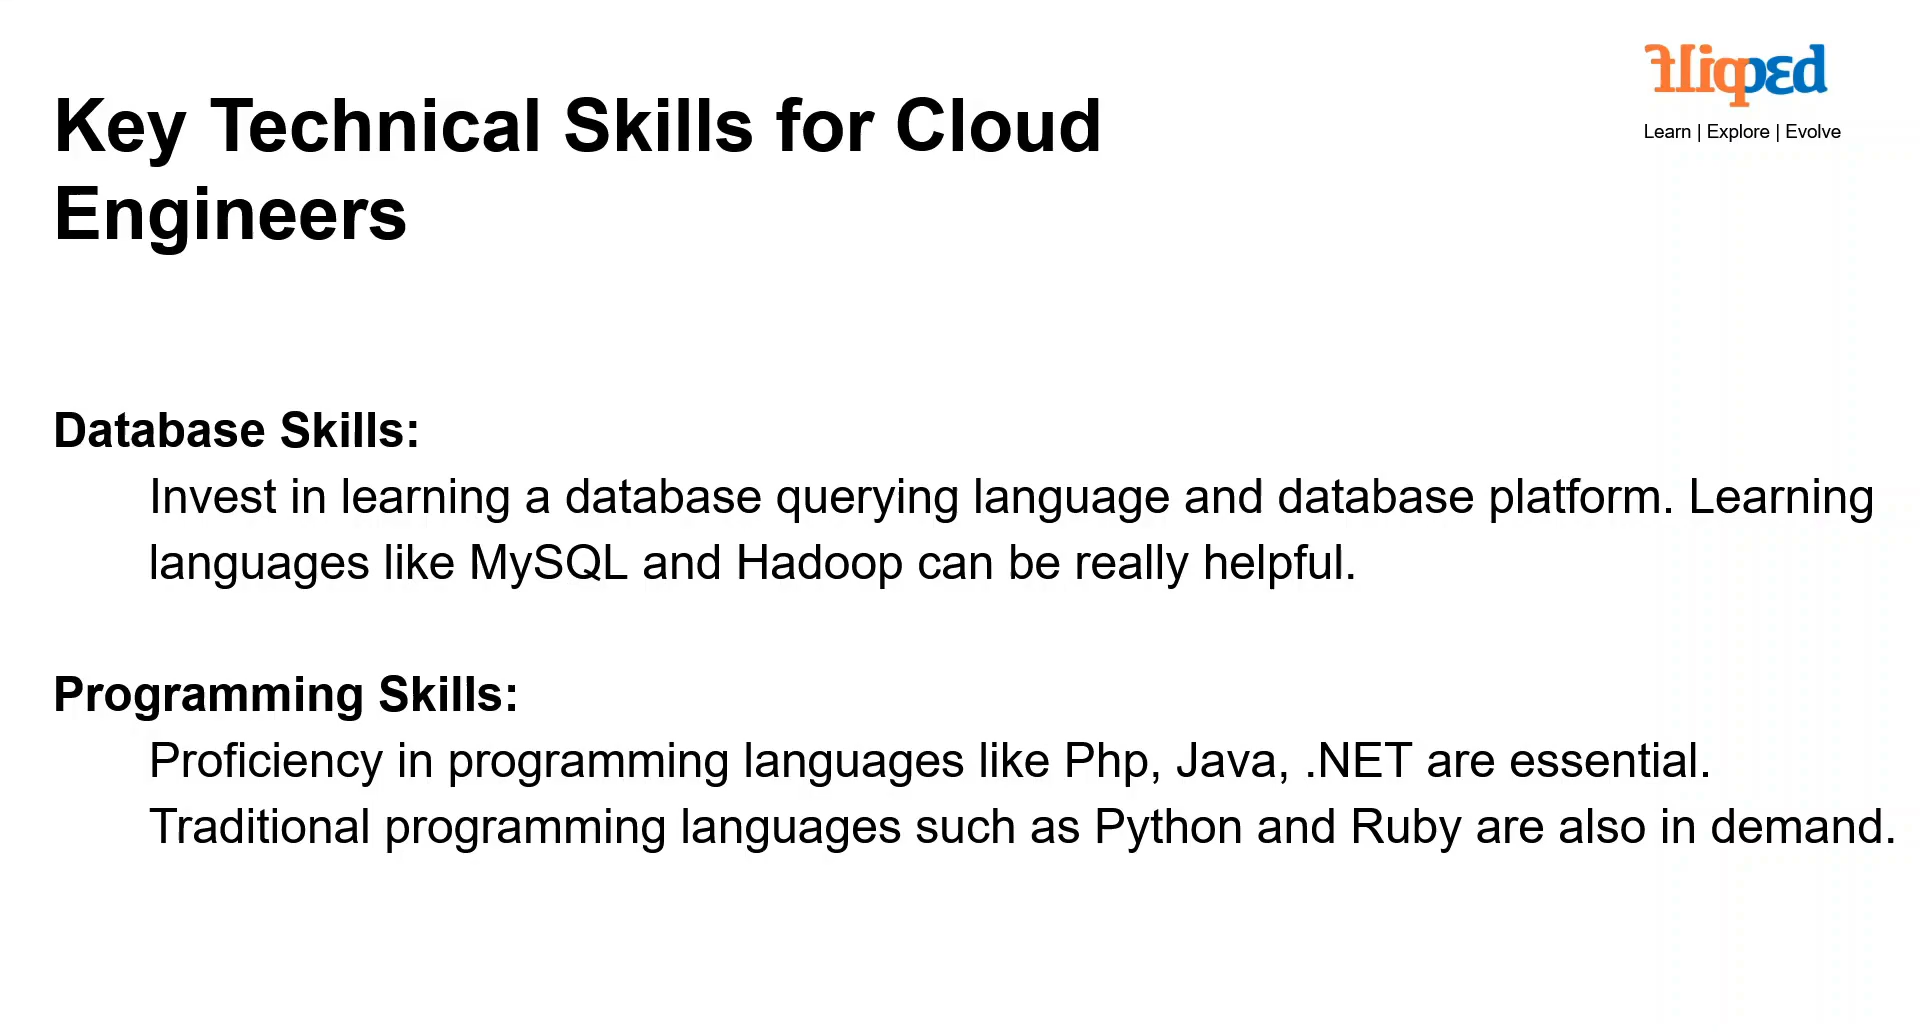 flipped
Learn | Explore | Evolve
Key Technical Skills for Cloud
Engineers
Database Skills:
Invest in learning a database querying language and database platform. Learning
languages like MySQL and Hadoop can be really helpful.
Programming Skills:
Proficiency in programming languages like Php, Java, .NET are essential.
Traditional programming languages such as Python and Ruby are also in demand.